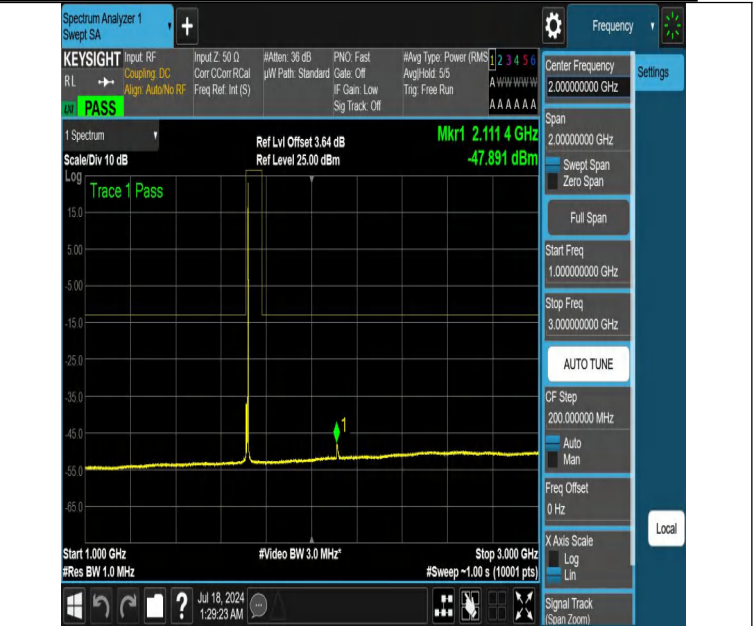 Spectrum Analyzer 1
Swept SA
+
Frequency
KEYSIGHT
RL
PASS
Input: RF
Coupling: DC
Align: Auto/No RF
Input Z: 50 Ω
Corr CCorr RCal
Freq Ref: Int (S)
#Atten: 36 dB
µW Path: Standard
PNO: Fast
Gate: Off
IF Gain: Low
Sig Track: Off
#Avg Type: Power (RMS
Avg|Hold: 5/5
Trig: Free Run
1 2 3 4 5 6
A W W W W W
A A A A A A
1 Spectrum
Scale/Div 10 dB
Ref Lvl Offset 3.64 dB
Ref Level 25.00 dBm
Mkr1 2.111 4 GHz
-47.891 dBm
Log
Trace 1 Pass
15.0
5.00
-5.00
-15.0
-25.0
-35.0
-45.0
-55.0
-65.0
1
Start 1.000 GHz
#Res BW 1.0 MHz
#Video BW 3.0 MHz*
Stop 3.000 GHz
#Sweep ~1.00 s (10001 pts)
?
Jul 18, 2024
1:29:23 AM
Center Frequency
2.000000000 GHz
Settings
Span
2.00000000 GHz
Swept Span
Zero Span
Full Span
Start Freq
1.000000000 GHz
Stop Freq
3.000000000 GHz
AUTO TUNE
CF Step
200.000000 MHz
Auto
Man
Freq Offset
0 Hz
Local
X Axis Scale
Log
Lin
Signal Track
(Span Zoom)